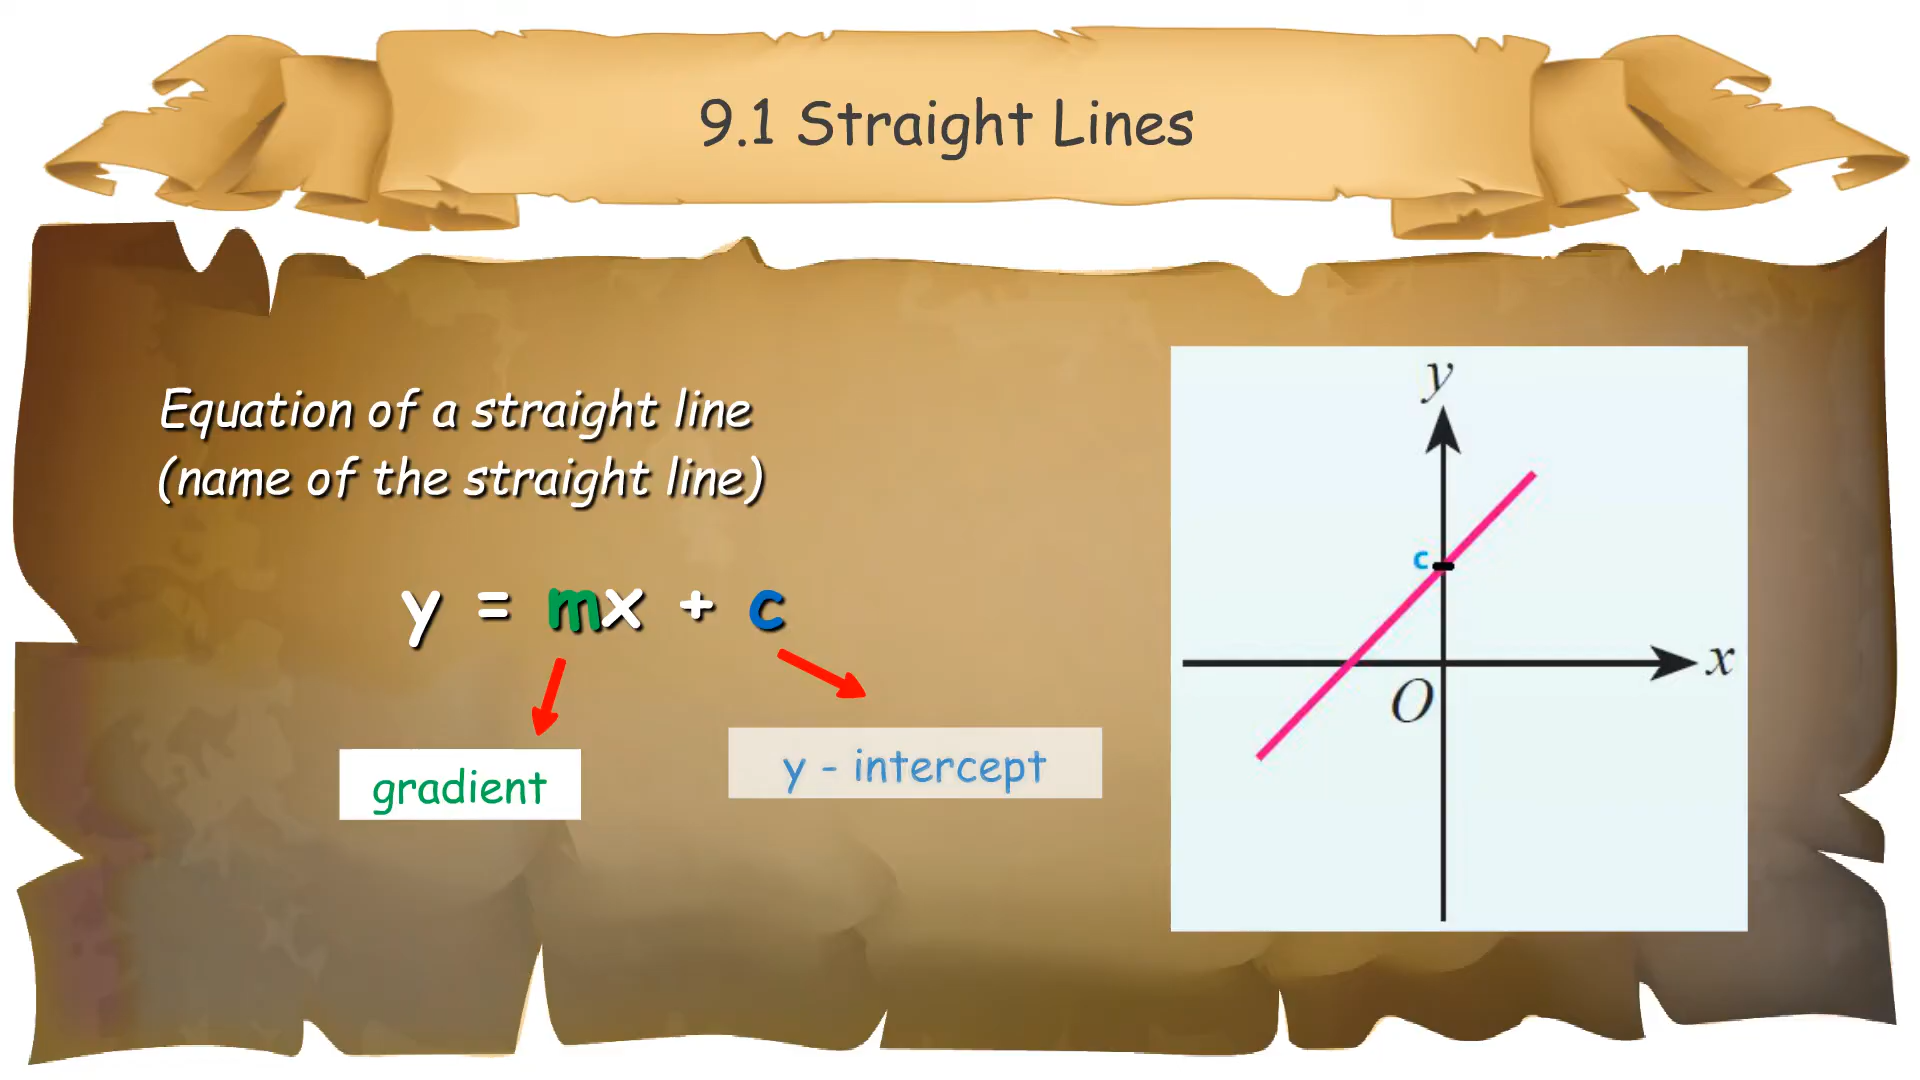 9.1 Straight Lines
Equation of a straight line
(name of the straight line)
y = mx + c
gradient
y - intercept
y
c
x
O